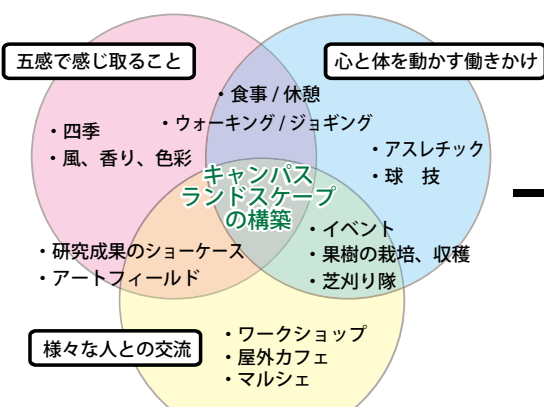 五感で感じ取ること
心と体を動かす働きかけ
・食事 / 休憩
・ウォーキング / ジョギング
・四季
・風、香り、色彩
・アスレチック
・球　技
キャンパス
ランドスケープ
の構築
・イベント
・果樹の栽培、収穫
・芝刈り隊
・研究成果のショーケース
・アートフィールド
様々な人との交流
・ワークショップ
・屋外カフェ
・マルシェ